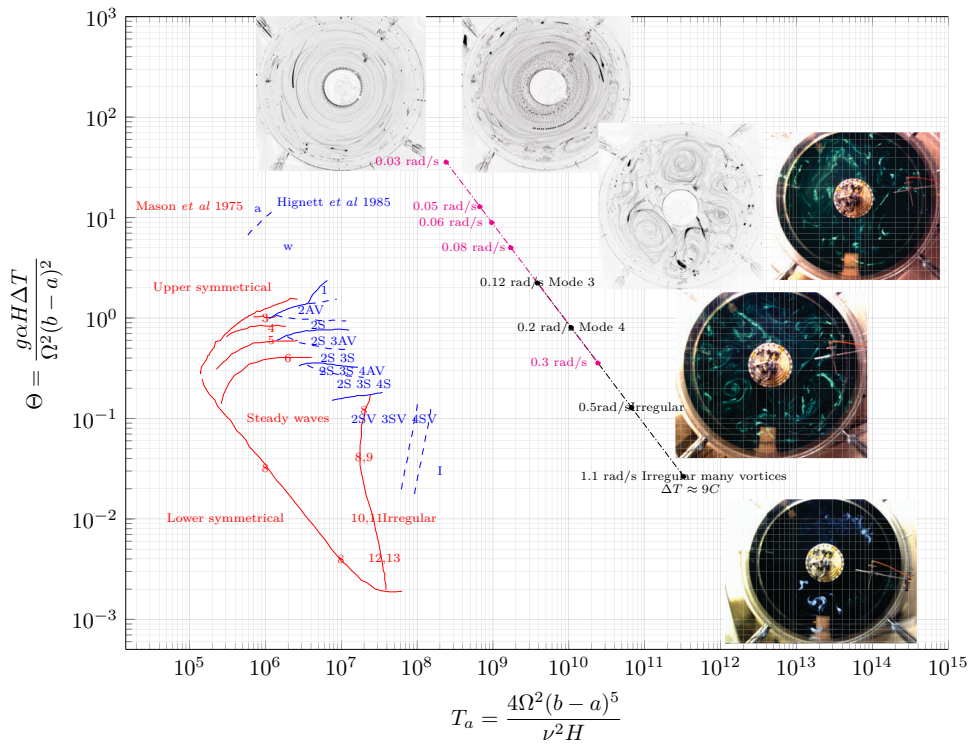 10^3
10^2
10^1
10^0
10^-1
10^-2
10^-3
Θ = gαHΔT / Ω^2(b − a)^2
0.03 rad/s
Mason et al 1975
a
Hignett et al 1985
w
0.05 rad/s
0.06 rad/s
0.08 rad/s
0.12 rad/s Mode 3
0.2 rad/s Mode 4
0.3 rad/s
0.5rad/sIrregular
1.1 rad/s Irregular many vortices
ΔT ≈ 9C
Upper symmetrical
1
2AV
3
2S
4
5
2S 3AV
6
2S 3S
2S 3S 4AV
2S 3S 4S
8
Steady waves
2SV 3SV 4SV
8,9
8
I
Lower symmetrical
10,11Irregular
8
12,13
10^5
10^6
10^7
10^8
10^9
10^10
10^11
10^12
10^13
10^14
10^15
T_a = 4Ω^2(b − a)^5 / ν^2H